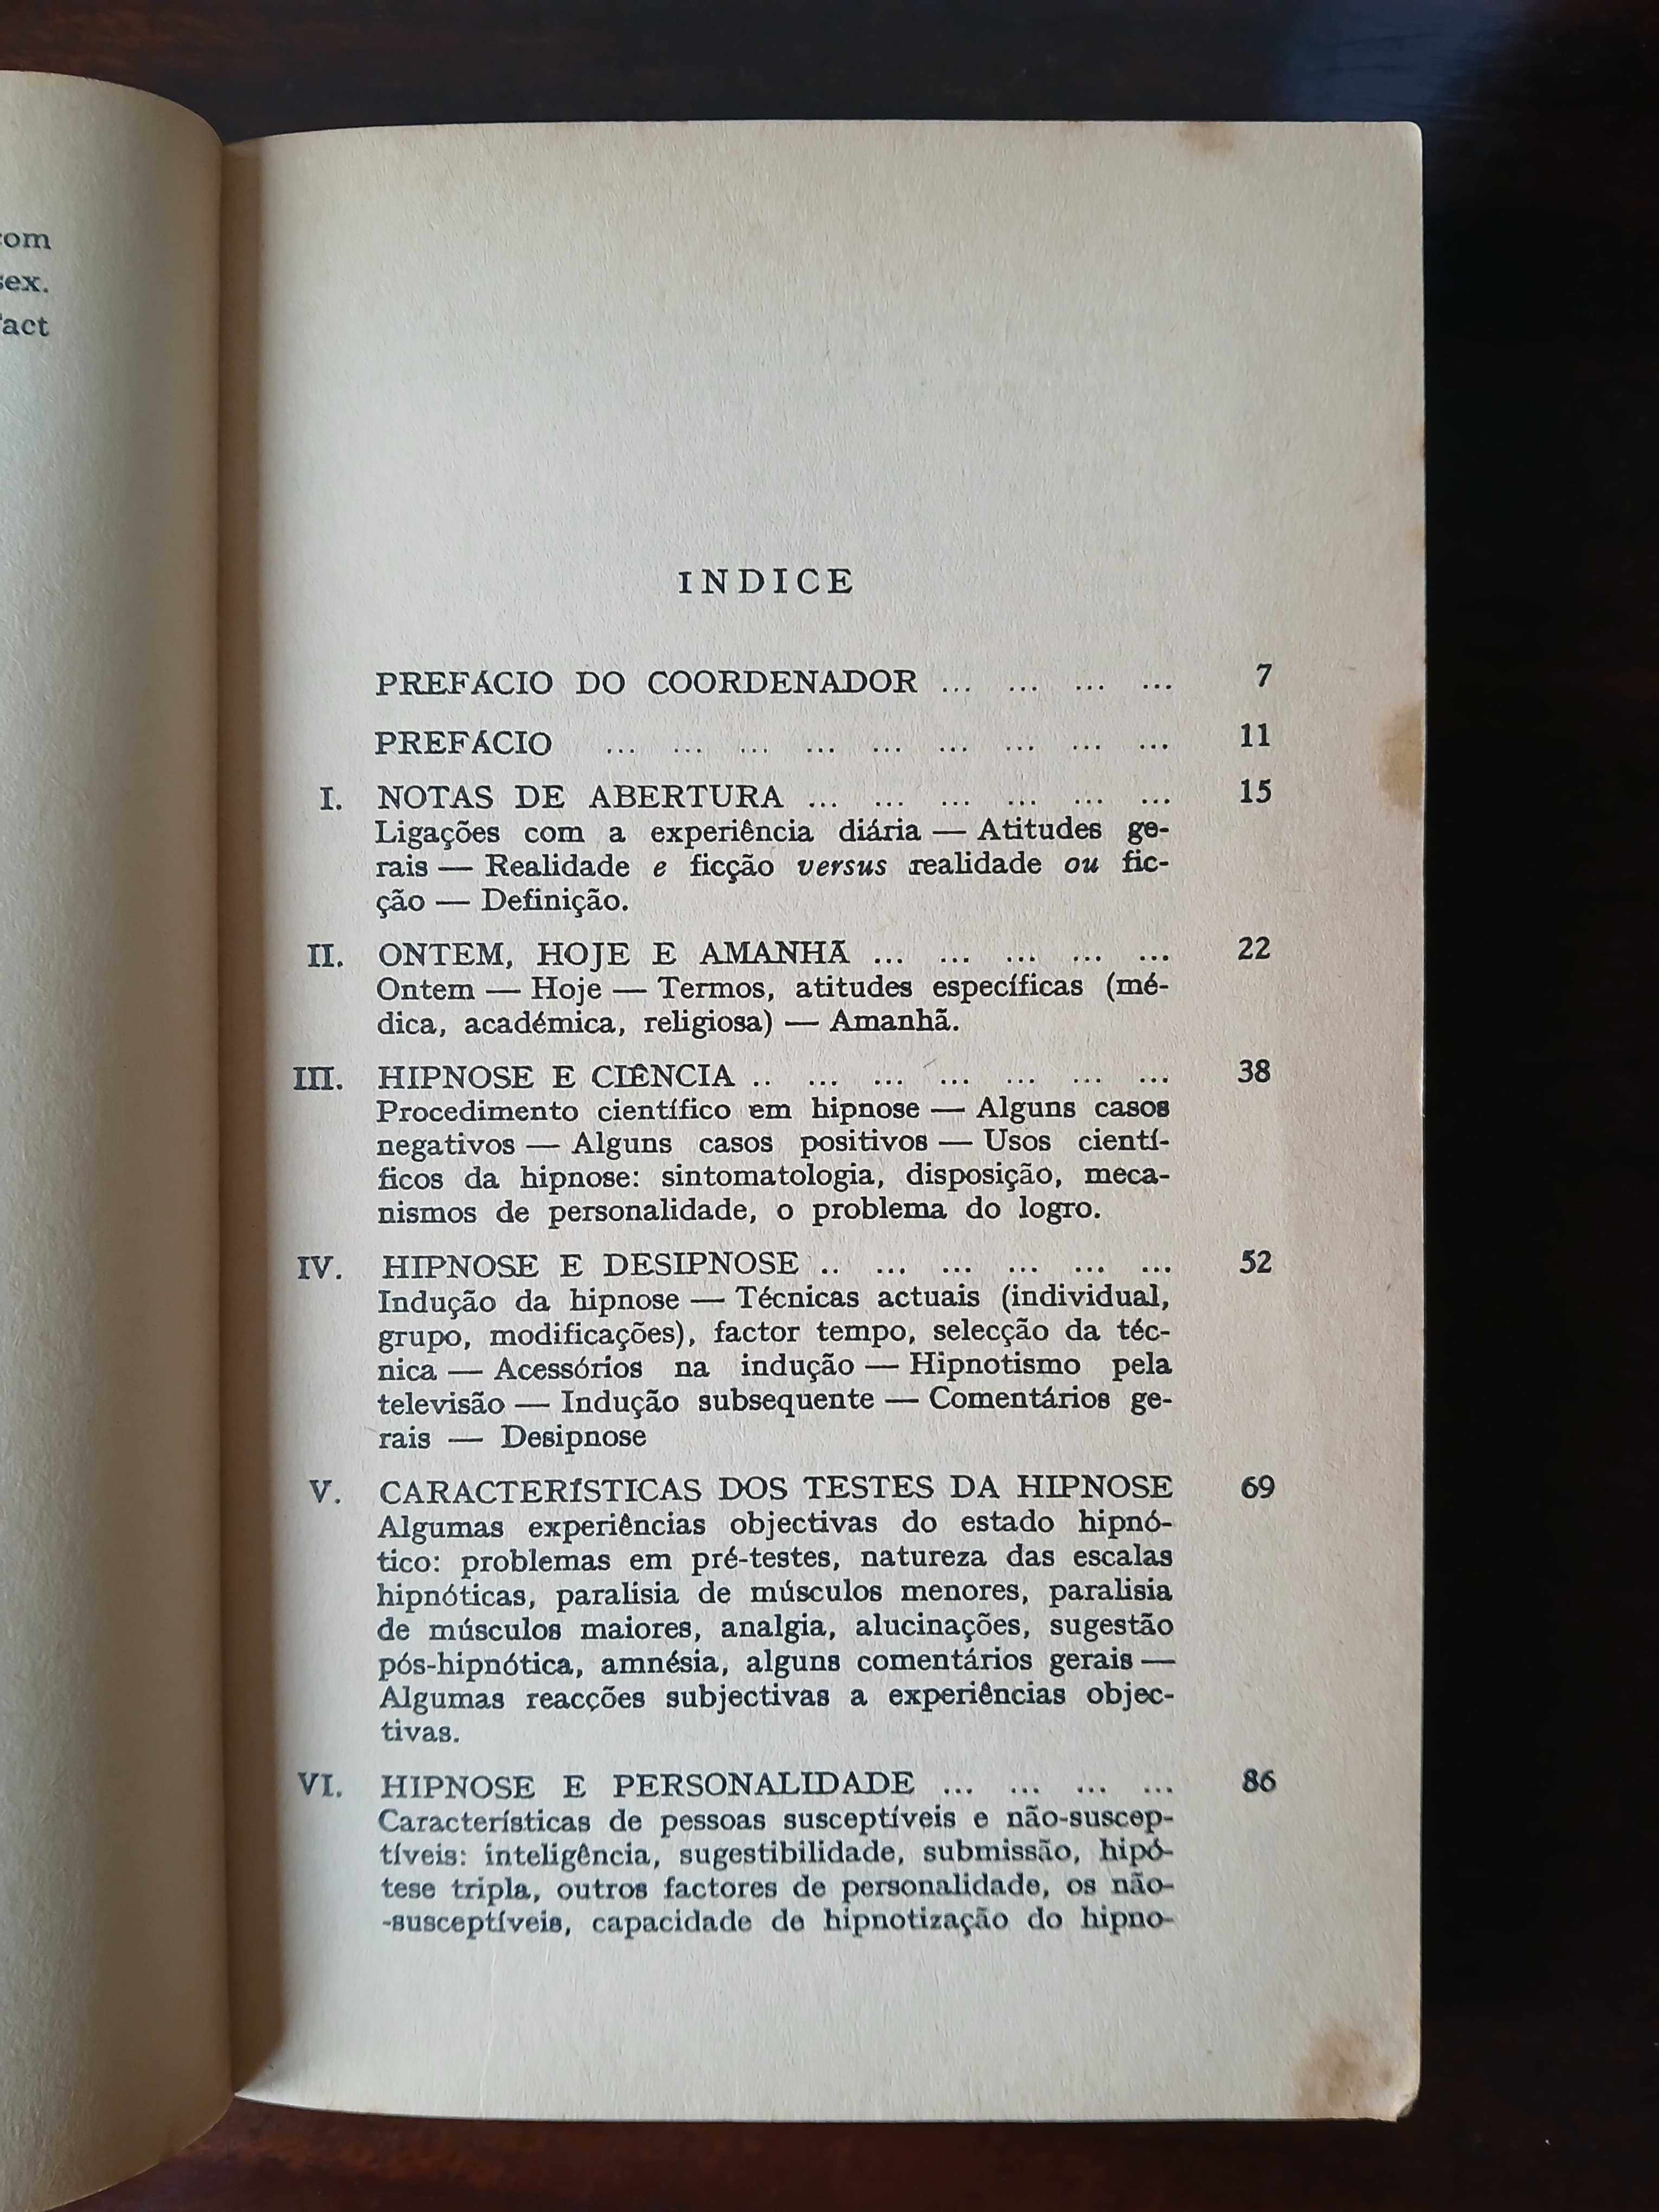 com
sex.
fact
INDICE
PREFÁCIO DO COORDENADOR ... ... ... ... 7
PREFÁCIO ... ... ... ... ... ... ... ... ... 11
I. NOTAS DE ABERTURA ... ... ... ... ... ... 15
Ligações com a experiência diária — Atitudes ge-
rais — Realidade e ficção versus realidade ou fic-
ção — Definição.
II. ONTEM, HOJE E AMANHÃ ... ... ... ... ... 22
Ontem — Hoje — Termos, atitudes específicas (mé-
dica, académica, religiosa) — Amanhã.
III. HIPNOSE E CIÊNCIA .. ... ... ... ... ... ... 38
Procedimento científico em hipnose — Alguns casos
negativos — Alguns casos positivos — Usos cientí-
ficos da hipnose: sintomatologia, disposição, meca-
nismos de personalidade, o problema do logro.
IV. HIPNOSE E DESIPNOSE .. ... ... ... ... ... 52
Indução da hipnose — Técnicas actuais (individual,
grupo, modificações), factor tempo, selecção da téc-
nica — Acessórios na indução — Hipnotismo pela
televisão — Indução subsequente — Comentários ge-
rais — Desipnose
V. CARACTERÍSTICAS DOS TESTES DA HIPNOSE 69
Algumas experiências objectivas do estado hipnó-
tico: problemas em pré-testes, natureza das escalas
hipnóticas, paralisia de músculos menores, paralisia
de músculos maiores, analgia, alucinações, sugestão
pós-hipnótica, amnésia, alguns comentários gerais —
Algumas reacções subjectivas a experiências objec-
tivas.
VI. HIPNOSE E PERSONALIDADE ... ... ... ... 86
Características de pessoas susceptíveis e não-suscep-
tíveis: inteligência, sugestibilidade, submissão, hipó-
tese tripla, outros factores de personalidade, os não-
-susceptíveis, capacidade de hipnotização do hipno-